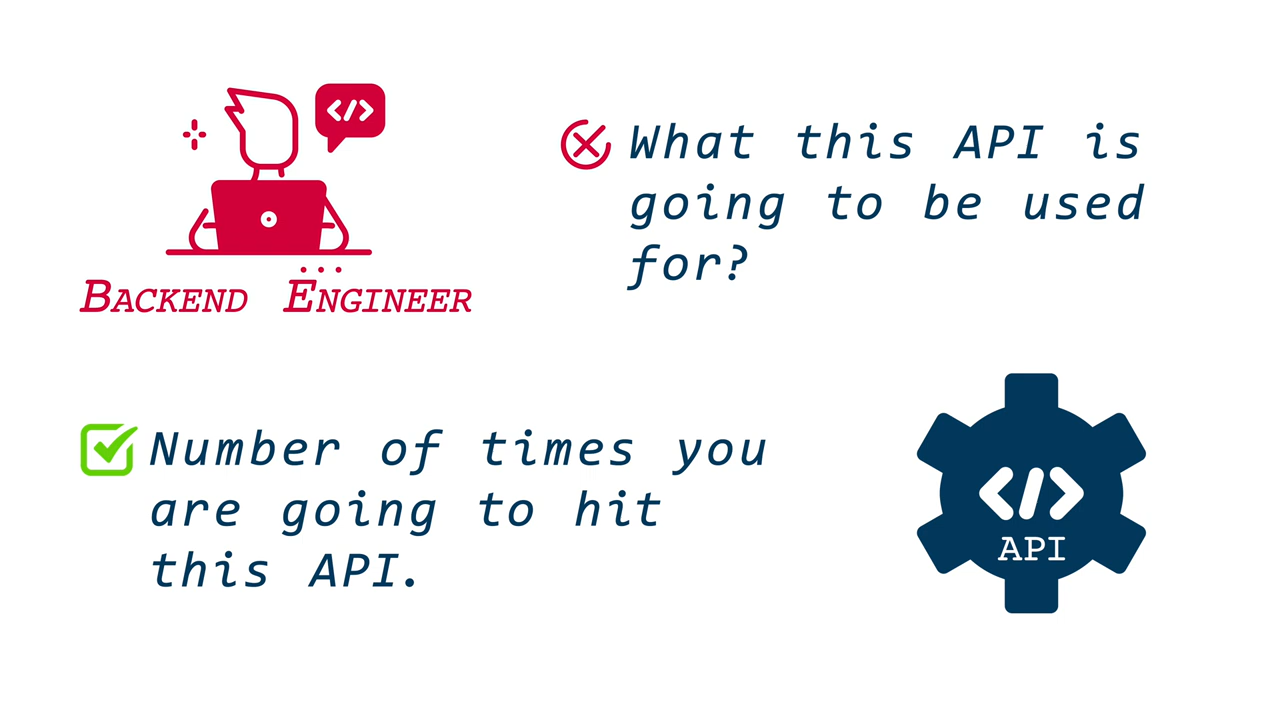 </>
What this API is
going to be used
for?
BACKEND ENGINEER
Number of times you
are going to hit
this API.
</>
API